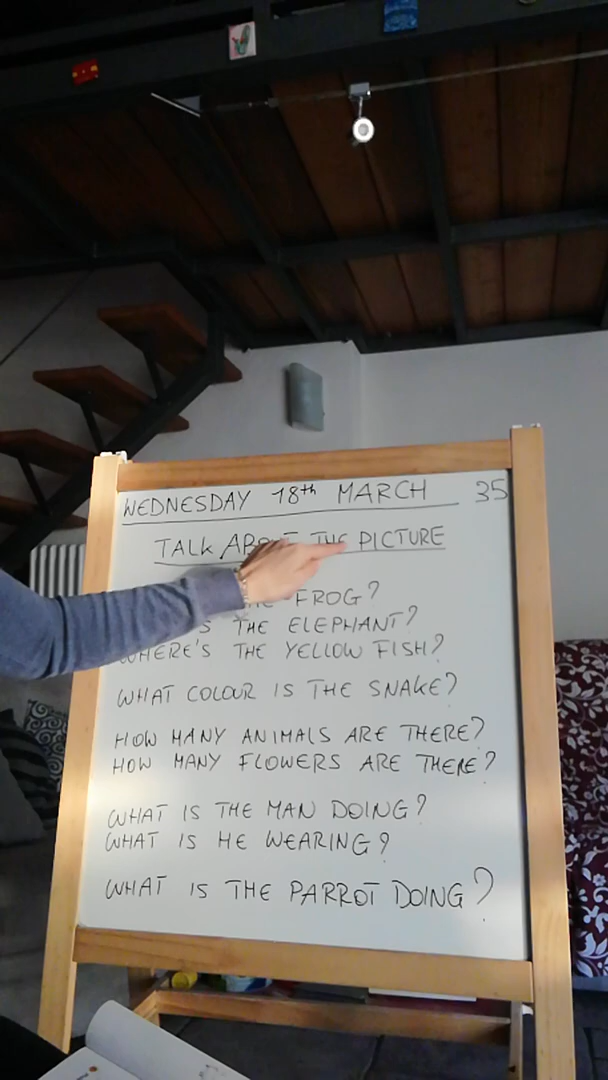 WEDNESDAY 18th MARCH 35
TALK THE PICTURE
FROG?
THE ELEPHANT?
WHERE'S THE YELLOW FISH?
WHAT COLOUR IS THE SNAKE?
HOW MANY ANIMALS ARE THERE?
HOW MANY FLOWERS ARE THERE?
WHAT IS THE MAN DOING?
WHAT IS HE WEARING?
WHAT IS THE PARROT DOING?